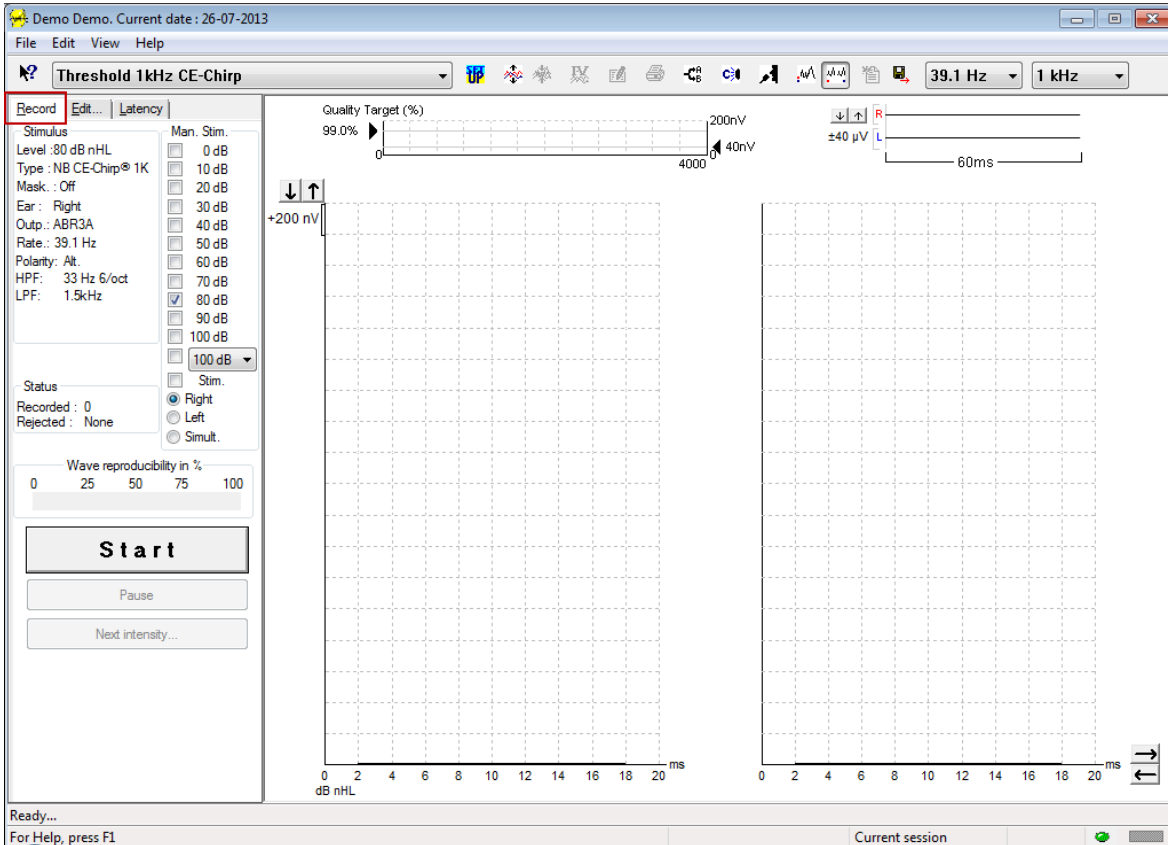 Demo Demo. Current date : 26-07-2013
File Edit View Help
Threshold 1kHz CE-Chirp
39.1 Hz
1 kHz
Record Edit... Latency
Stimulus
Level :80 dB nHL
Type : NB CE-Chirp® 1K
Mask. : Off
Ear : Right
Outp.: ABR3A
Rate.: 39.1 Hz
Polarity: Alt.
HPF: 33 Hz 6/oct
LPF: 1.5kHz
Man. Stim.
0 dB
10 dB
20 dB
30 dB
40 dB
50 dB
60 dB
70 dB
80 dB
90 dB
100 dB
100 dB
Stim.
Right
Left
Simult.
Status
Recorded : 0
Rejected : None
Wave reproducibility in %
0 25 50 75 100
Start
Pause
Next intensity...
Quality Target (%)
99.0%
200nV
40nV
0
0
4000
R
±40 µV L
60ms
+200 nV
0 2 4 6 8 10 12 14 16 18 20 ms
dB nHL
0 2 4 6 8 10 12 14 16 18 20 ms
Ready...
For Help, press F1
Current session